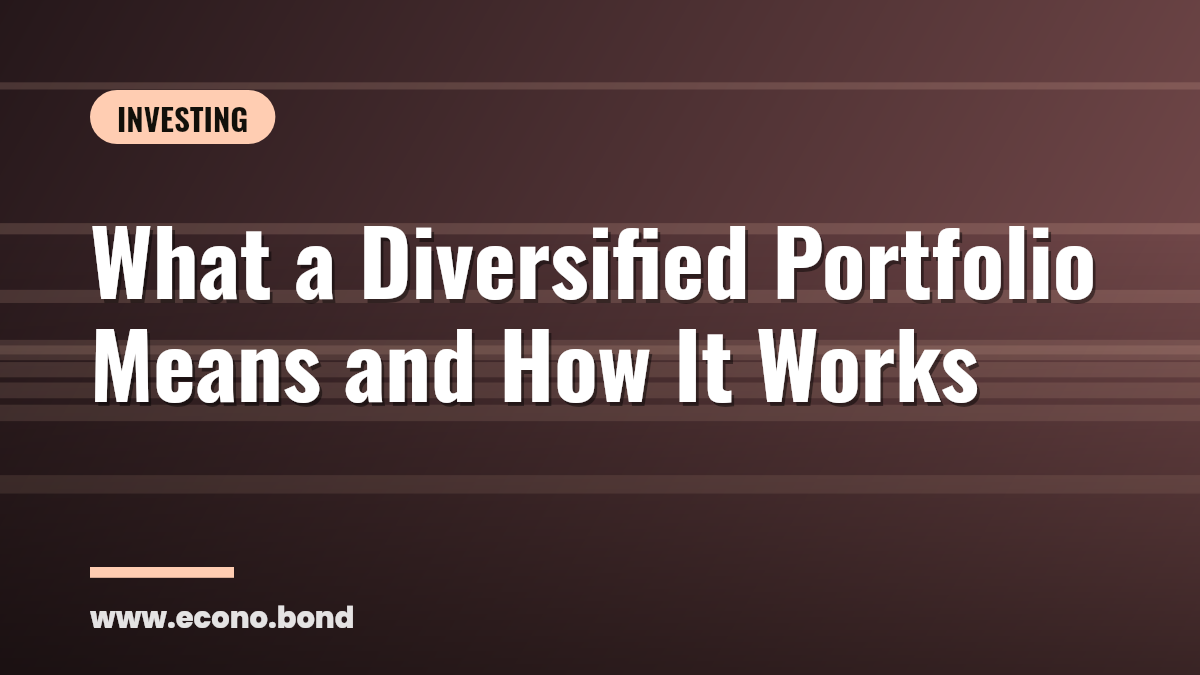 INVESTING
What a Diversified Portfolio
Means and How It Works
www.econo.bond